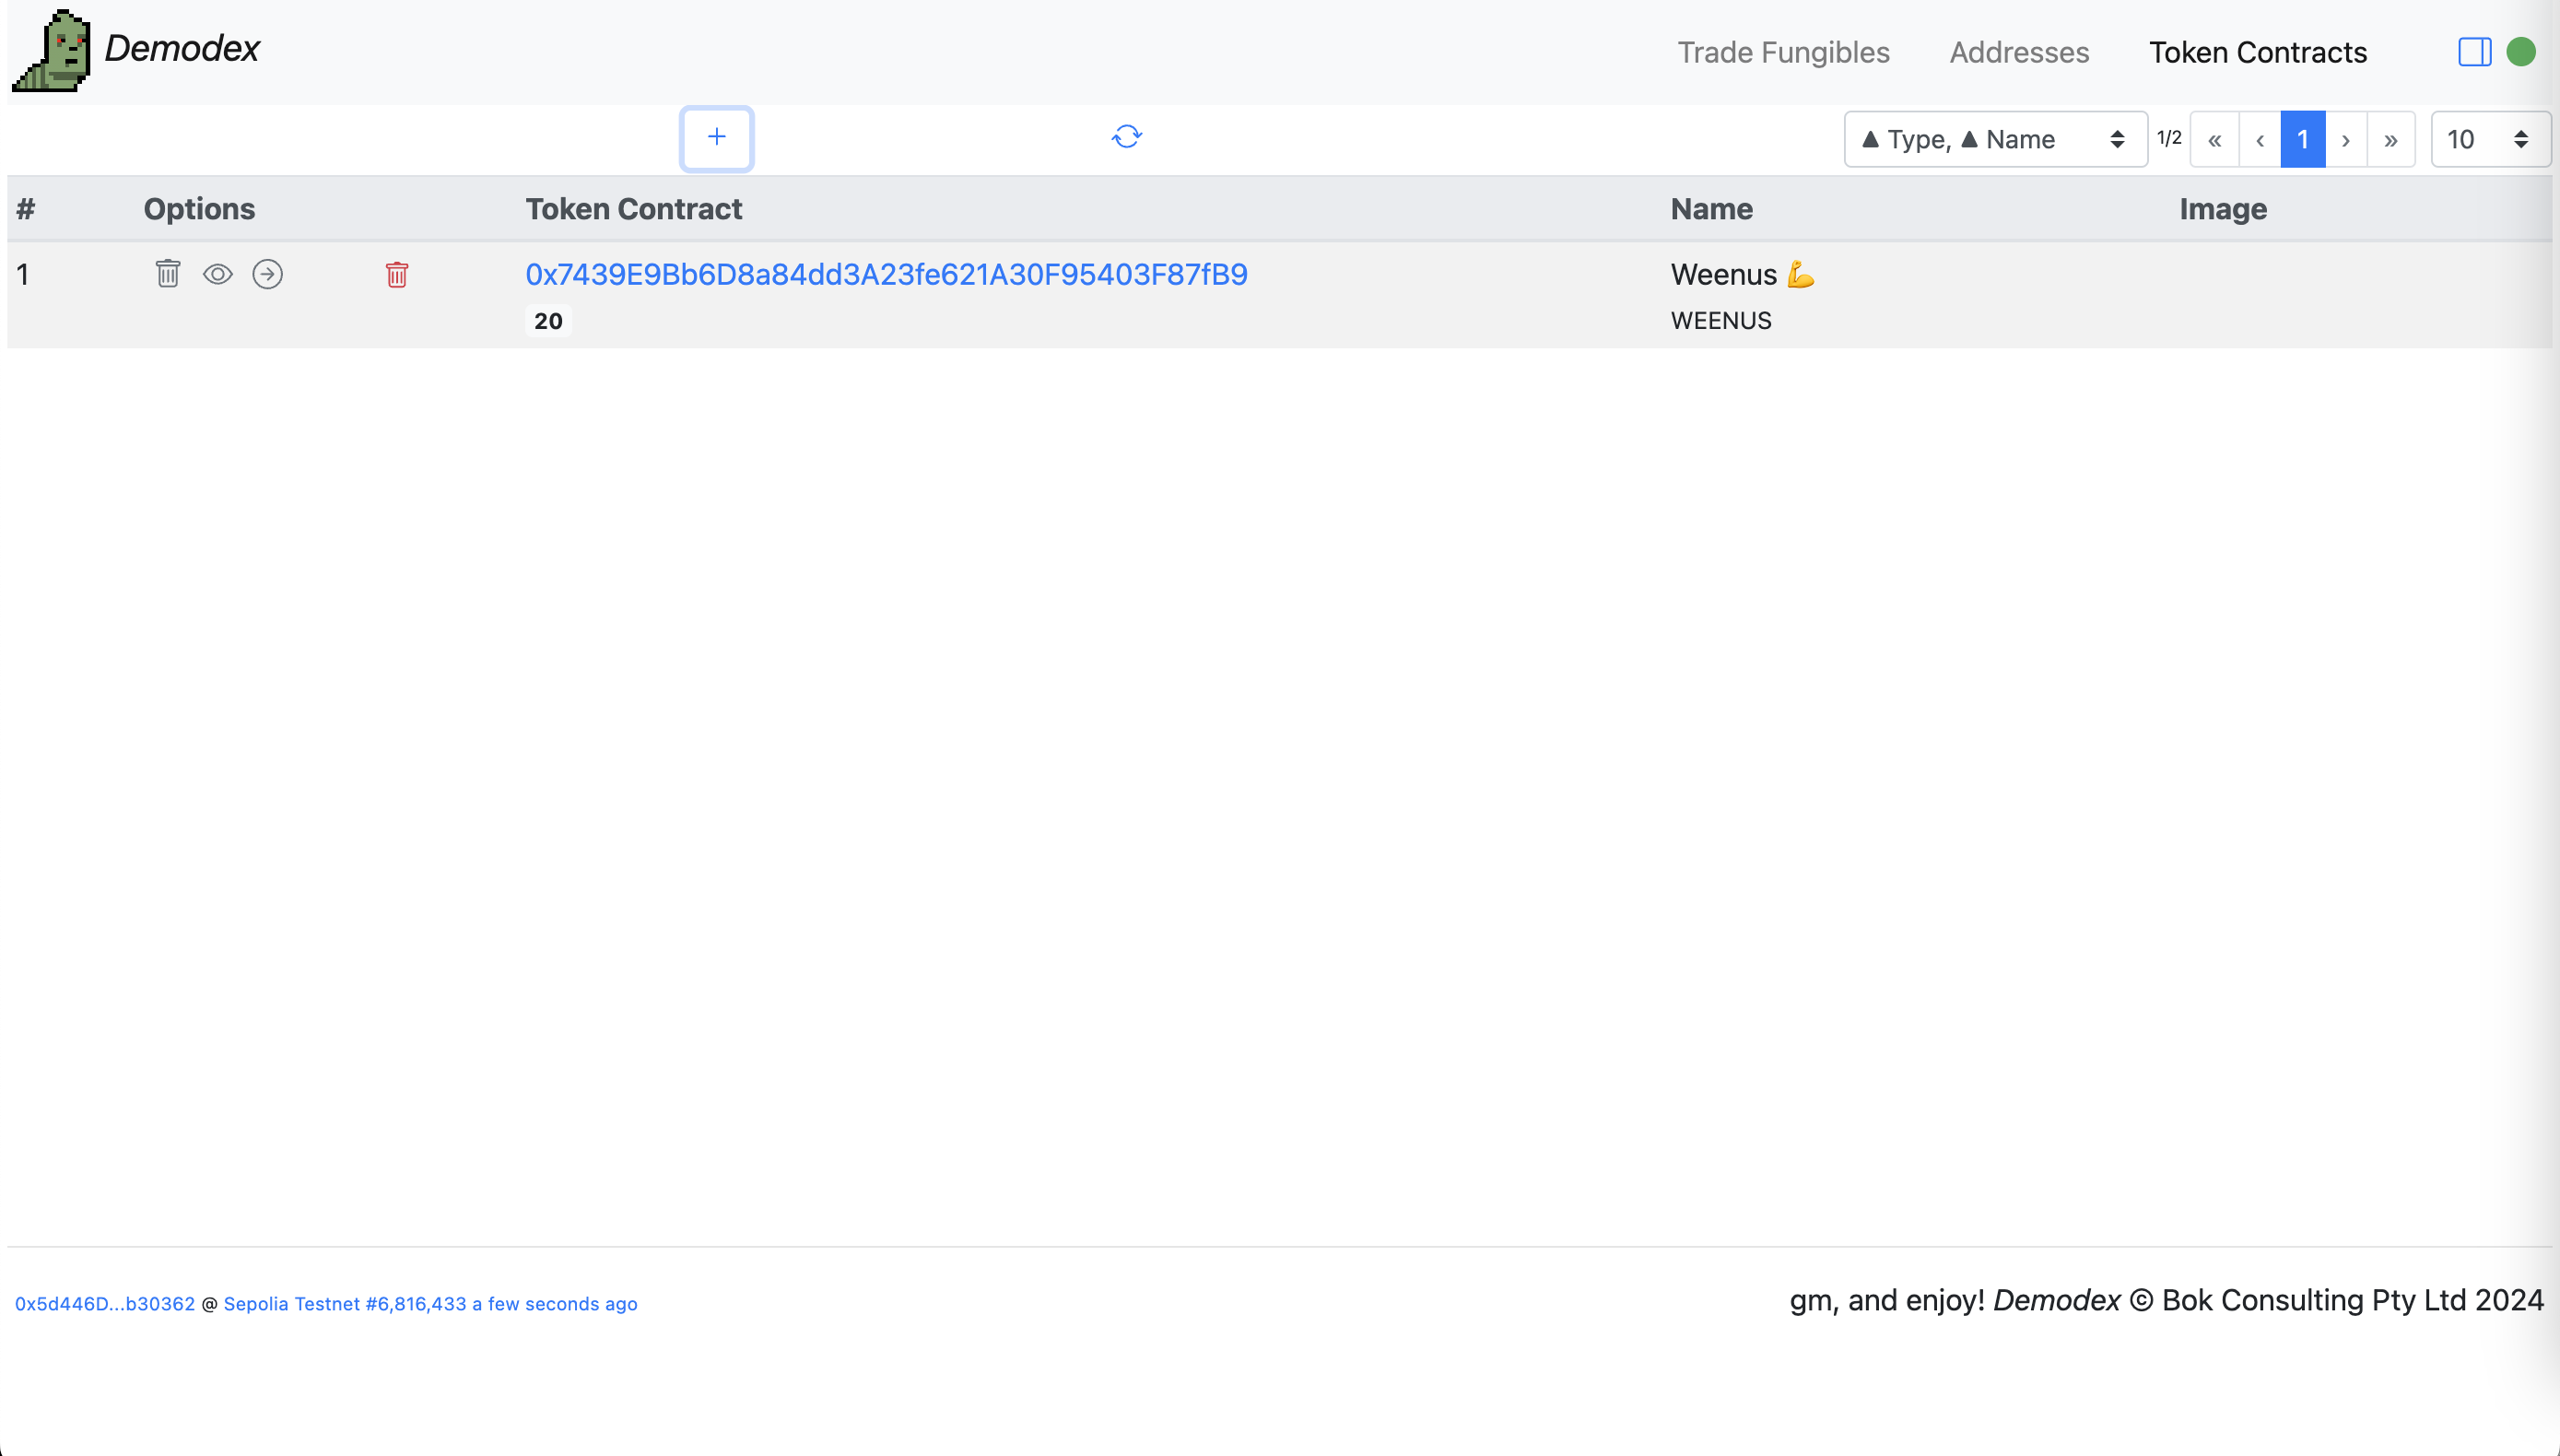 Demodex
Trade Fungibles Addresses Token Contracts
+ ▲ Type, ▲ Name 1/2 « ‹ 1 › » 10
# Options Token Contract Name Image
1 0x7439E9Bb6D8a84dd3A23fe621A30F95403F87fB9 Weenus 💪
20 WEENUS
0x5d446D...b30362 @ Sepolia Testnet #6,816,433 a few seconds ago gm, and enjoy! Demodex © Bok Consulting Pty Ltd 2024